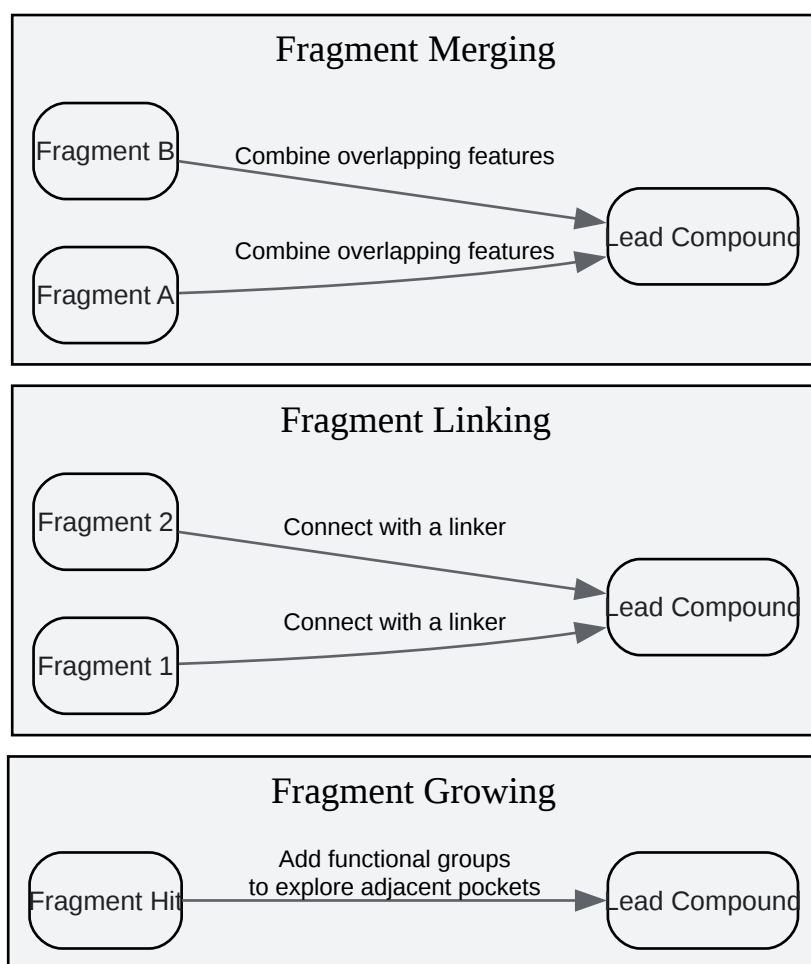 Fragment Merging
Fragment B
Combine overlapping features
Lead Compound
Combine overlapping features
Fragment A
Fragment Linking
Fragment 2
Connect with a linker
Lead Compound
Connect with a linker
Fragment 1
Fragment Growing
Add functional groups
to explore adjacent pockets
Fragment Hit
Lead Compound